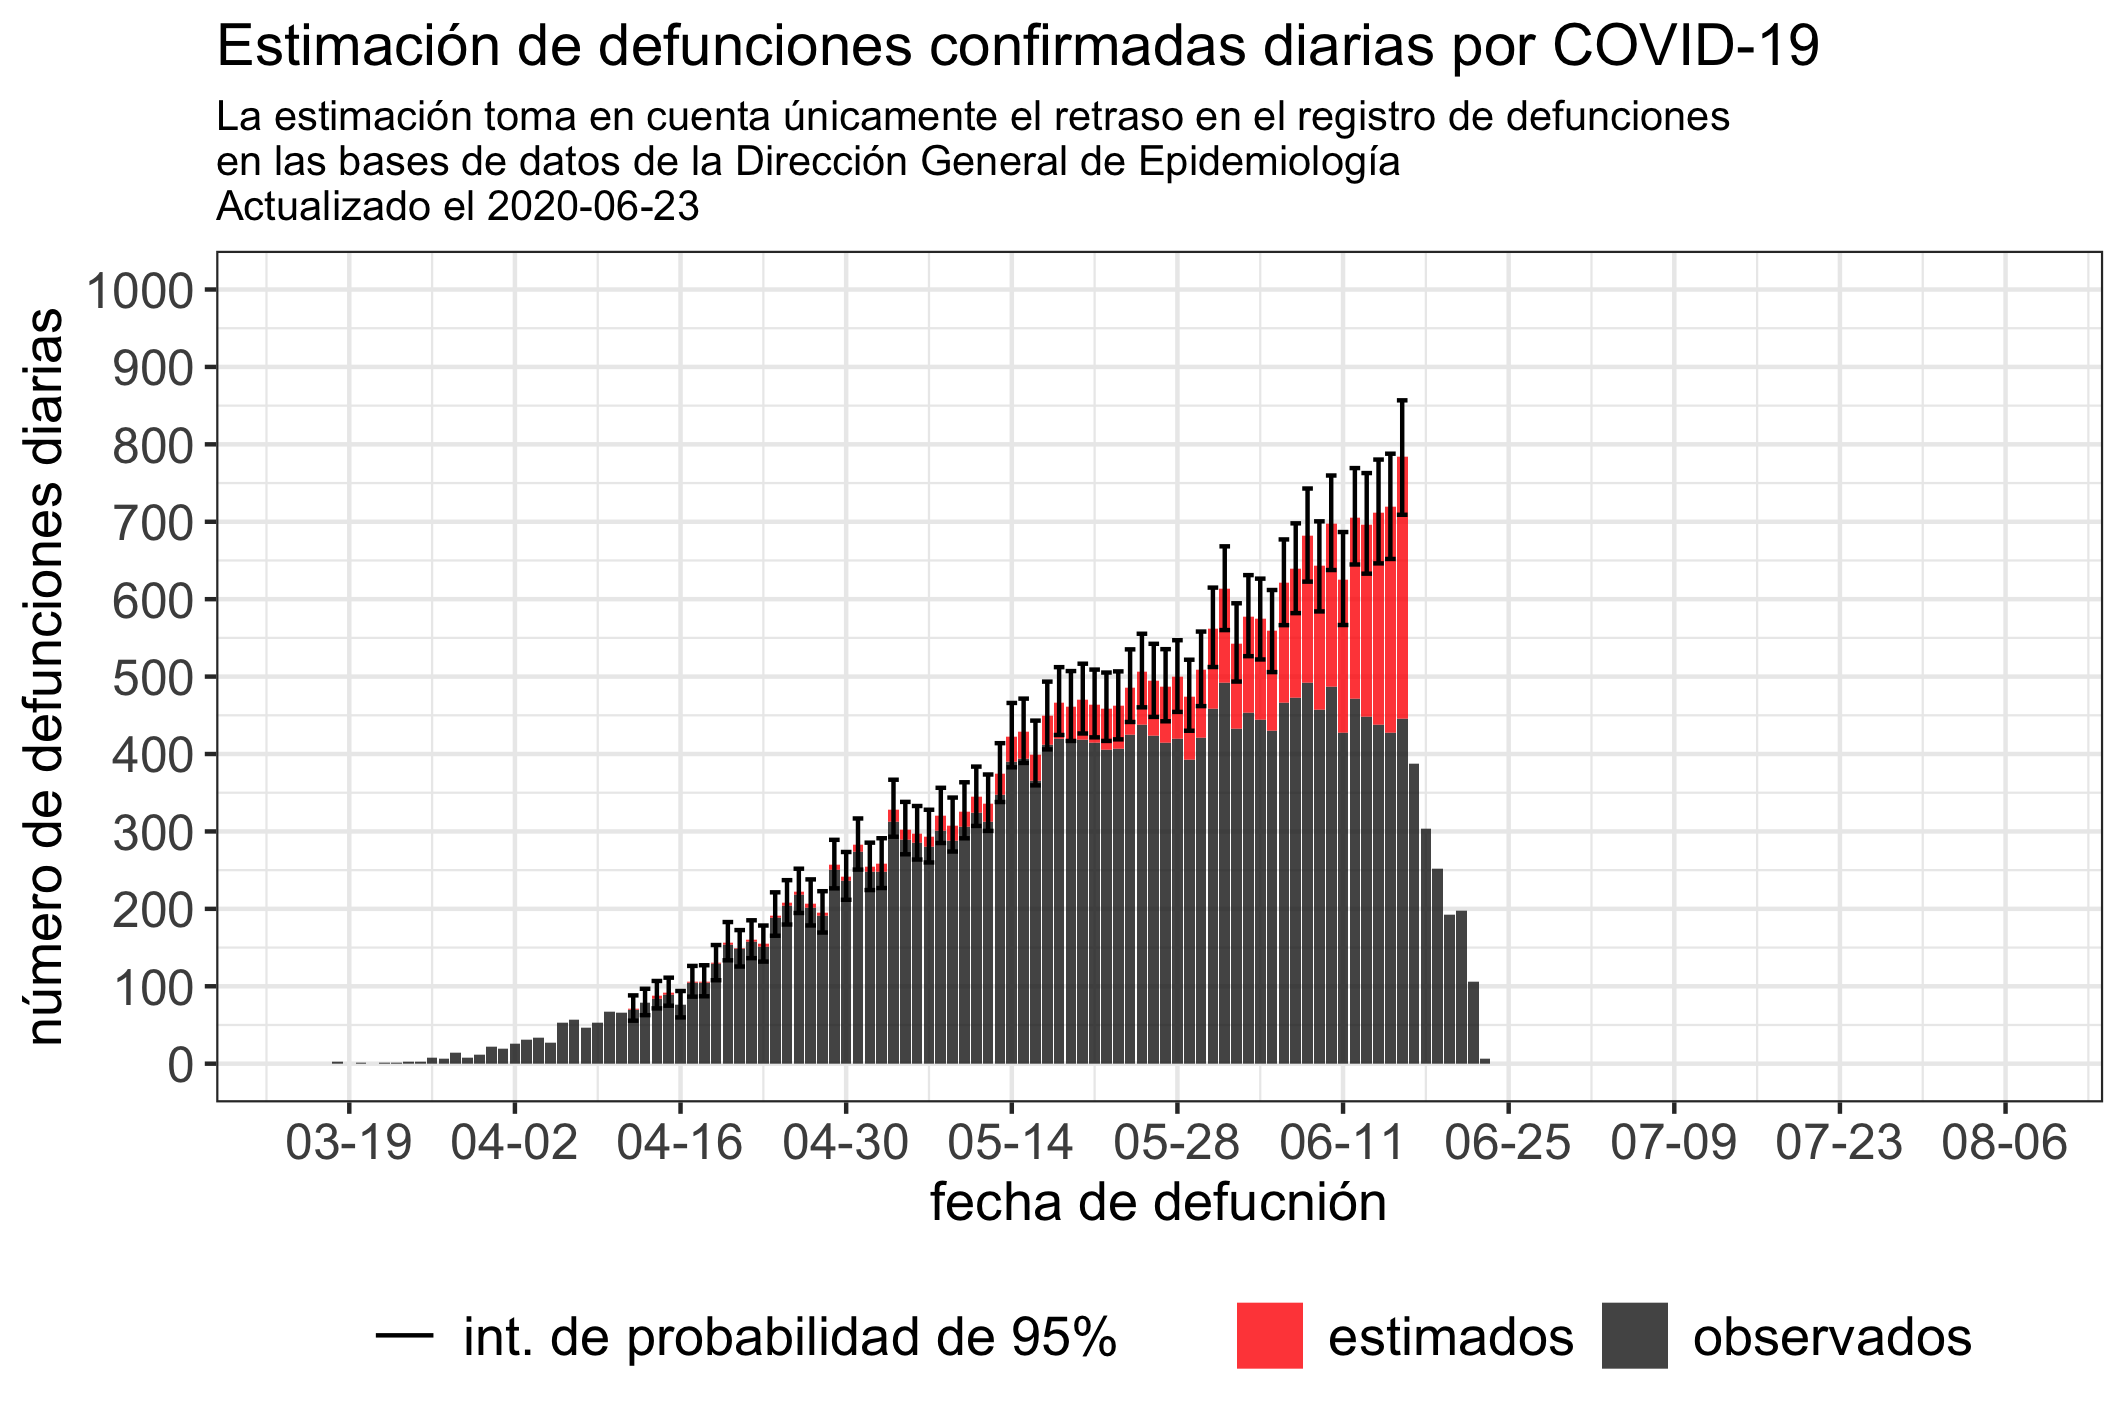 Estimación de defunciones confirmadas diarias por COVID-19
La estimación toma en cuenta únicamente el retraso en el registro de defunciones
en las bases de datos de la Dirección General de Epidemiología
Actualizado el 2020-06-23
número de defunciones diarias
1000
900
800
700
600
500
400
300
200
100
0
03-19 04-02 04-16 04-30 05-14 05-28 06-11 06-25 07-09 07-23 08-06
fecha de defucnión
int. de probabilidad de 95% estimados observados